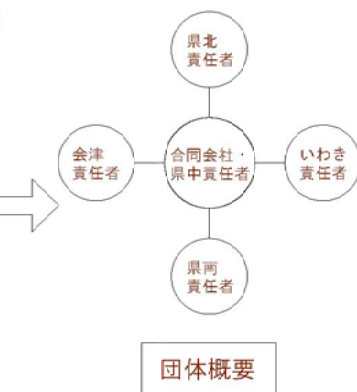 県北
責任者
会津
責任者
合同会社・
県中責任者
いわき
責任者
県南
責任者
団体概要